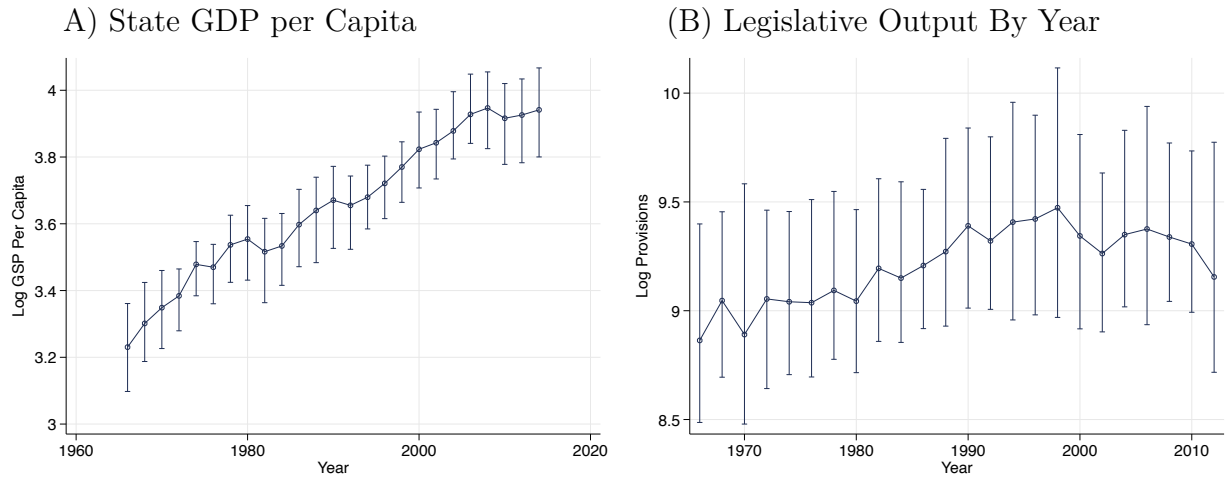 A) State GDP per Capita
Log GSP Per Capita
4
3.8
3.6
3.4
3.2
3
1960 1980 2000 2020
Year
(B) Legislative Output By Year
Log Provisions
10
9.5
9
8.5
1970 1980 1990 2000 2010
Year